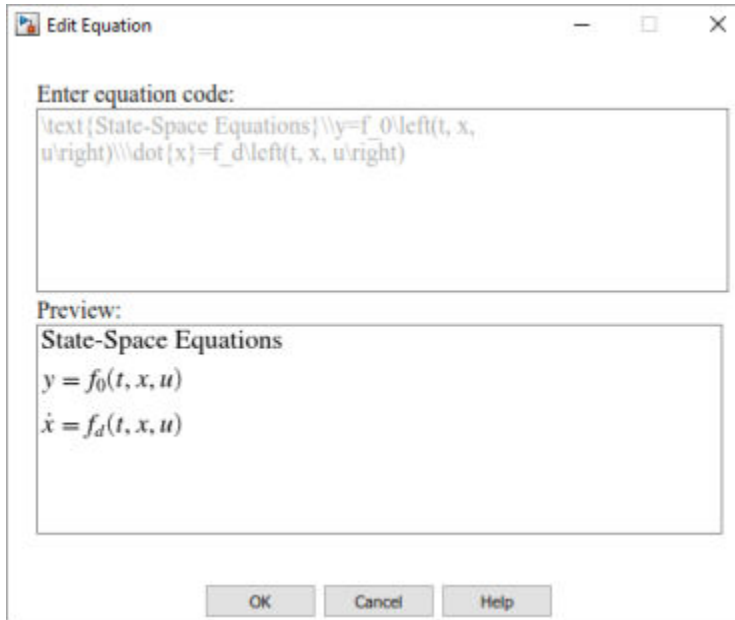 Edit Equation
Enter equation code:
\text{State-Space Equations}\\y=f_0\left(t, x,
u\right)\\\dot{x}=f_d\left(t, x, u\right)
Preview:
State-Space Equations
y = f₀(t, x, u)
ẋ = f_d(t, x, u)
OK Cancel Help